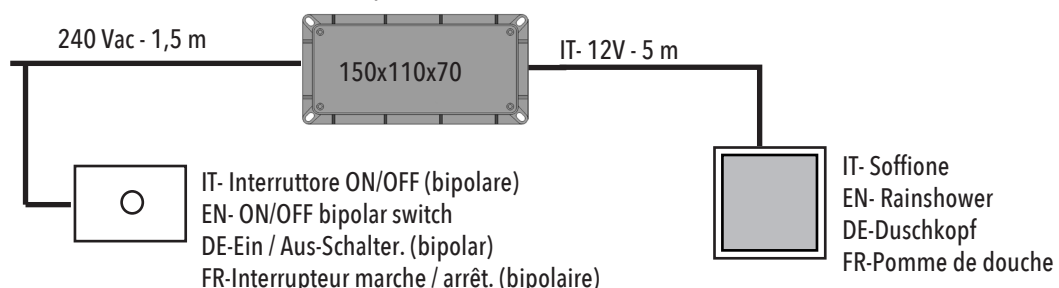 240 Vac - 1,5 m
150x110x70
IT- 12V - 5 m
IT- Interruttore ON/OFF (bipolare)
EN- ON/OFF bipolar switch
DE-Ein / Aus-Schalter. (bipolar)
FR-Interrupteur marche / arrêt. (bipolaire)
IT- Soffione
EN- Rainshower
DE-Duschkopf
FR-Pomme de douche